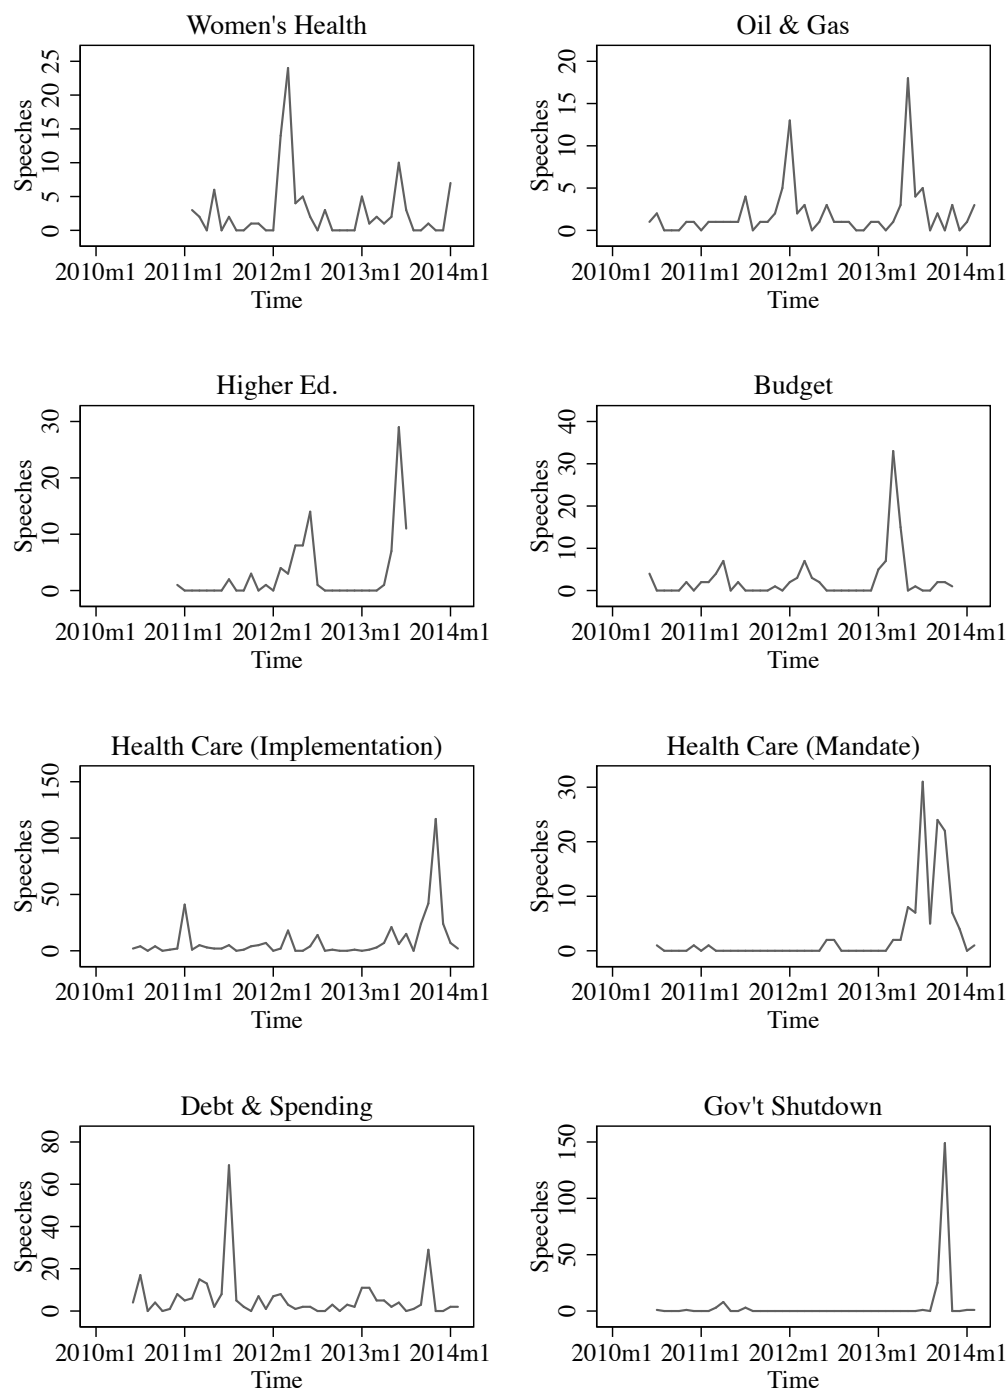 Women's Health
Speeches
0 5 10 15 20 25
2010m1 2011m1 2012m1 2013m1 2014m1
Time
Oil & Gas
Speeches
0 5 10 15 20
2010m1 2011m1 2012m1 2013m1 2014m1
Time
Higher Ed.
Speeches
0 10 20 30
2010m1 2011m1 2012m1 2013m1 2014m1
Time
Budget
Speeches
0 10 20 30 40
2010m1 2011m1 2012m1 2013m1 2014m1
Time
Health Care (Implementation)
Speeches
0 50 100 150
2010m1 2011m1 2012m1 2013m1 2014m1
Time
Health Care (Mandate)
Speeches
0 10 20 30
2010m1 2011m1 2012m1 2013m1 2014m1
Time
Debt & Spending
Speeches
0 20 40 60 80
2010m1 2011m1 2012m1 2013m1 2014m1
Time
Gov't Shutdown
Speeches
0 50 100 150
2010m1 2011m1 2012m1 2013m1 2014m1
Time